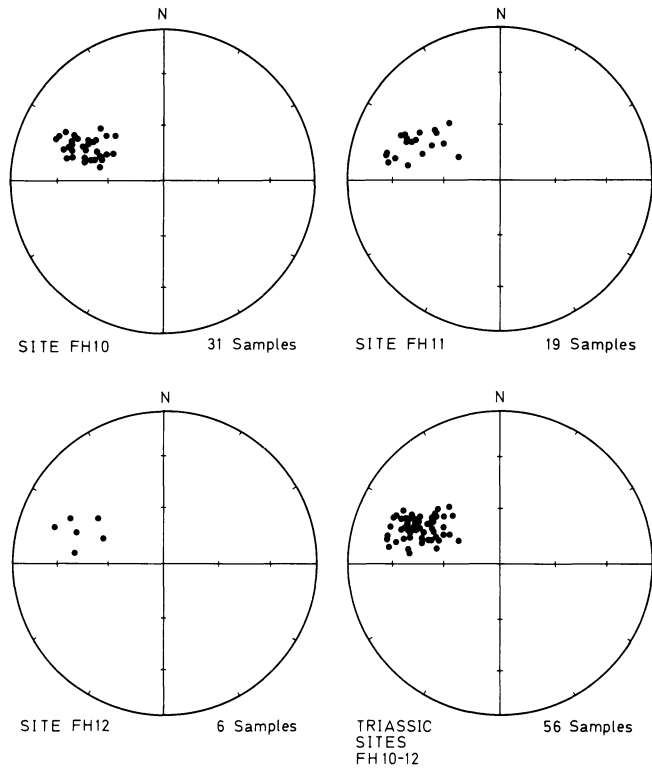 N
N
SITE FH10
31 Samples
SITE FH11
19 Samples
N
N
SITE FH12
6 Samples
TRIASSIC
SITES
FH10-12
56 Samples